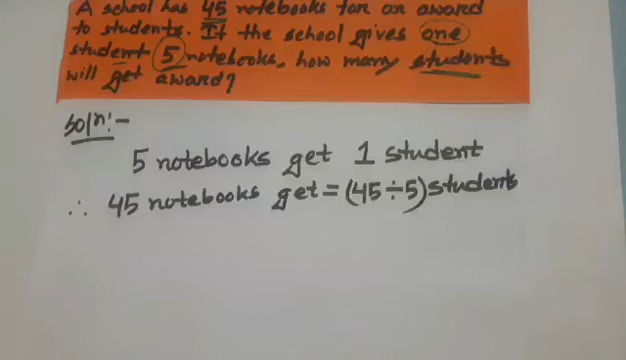 A school has 45 notebooks for an award
to students. If the school gives one
student 5 notebooks, how many students
will get award?
Soln:-
5 notebooks get 1 student
∴ 45 notebooks get = (45÷5) students